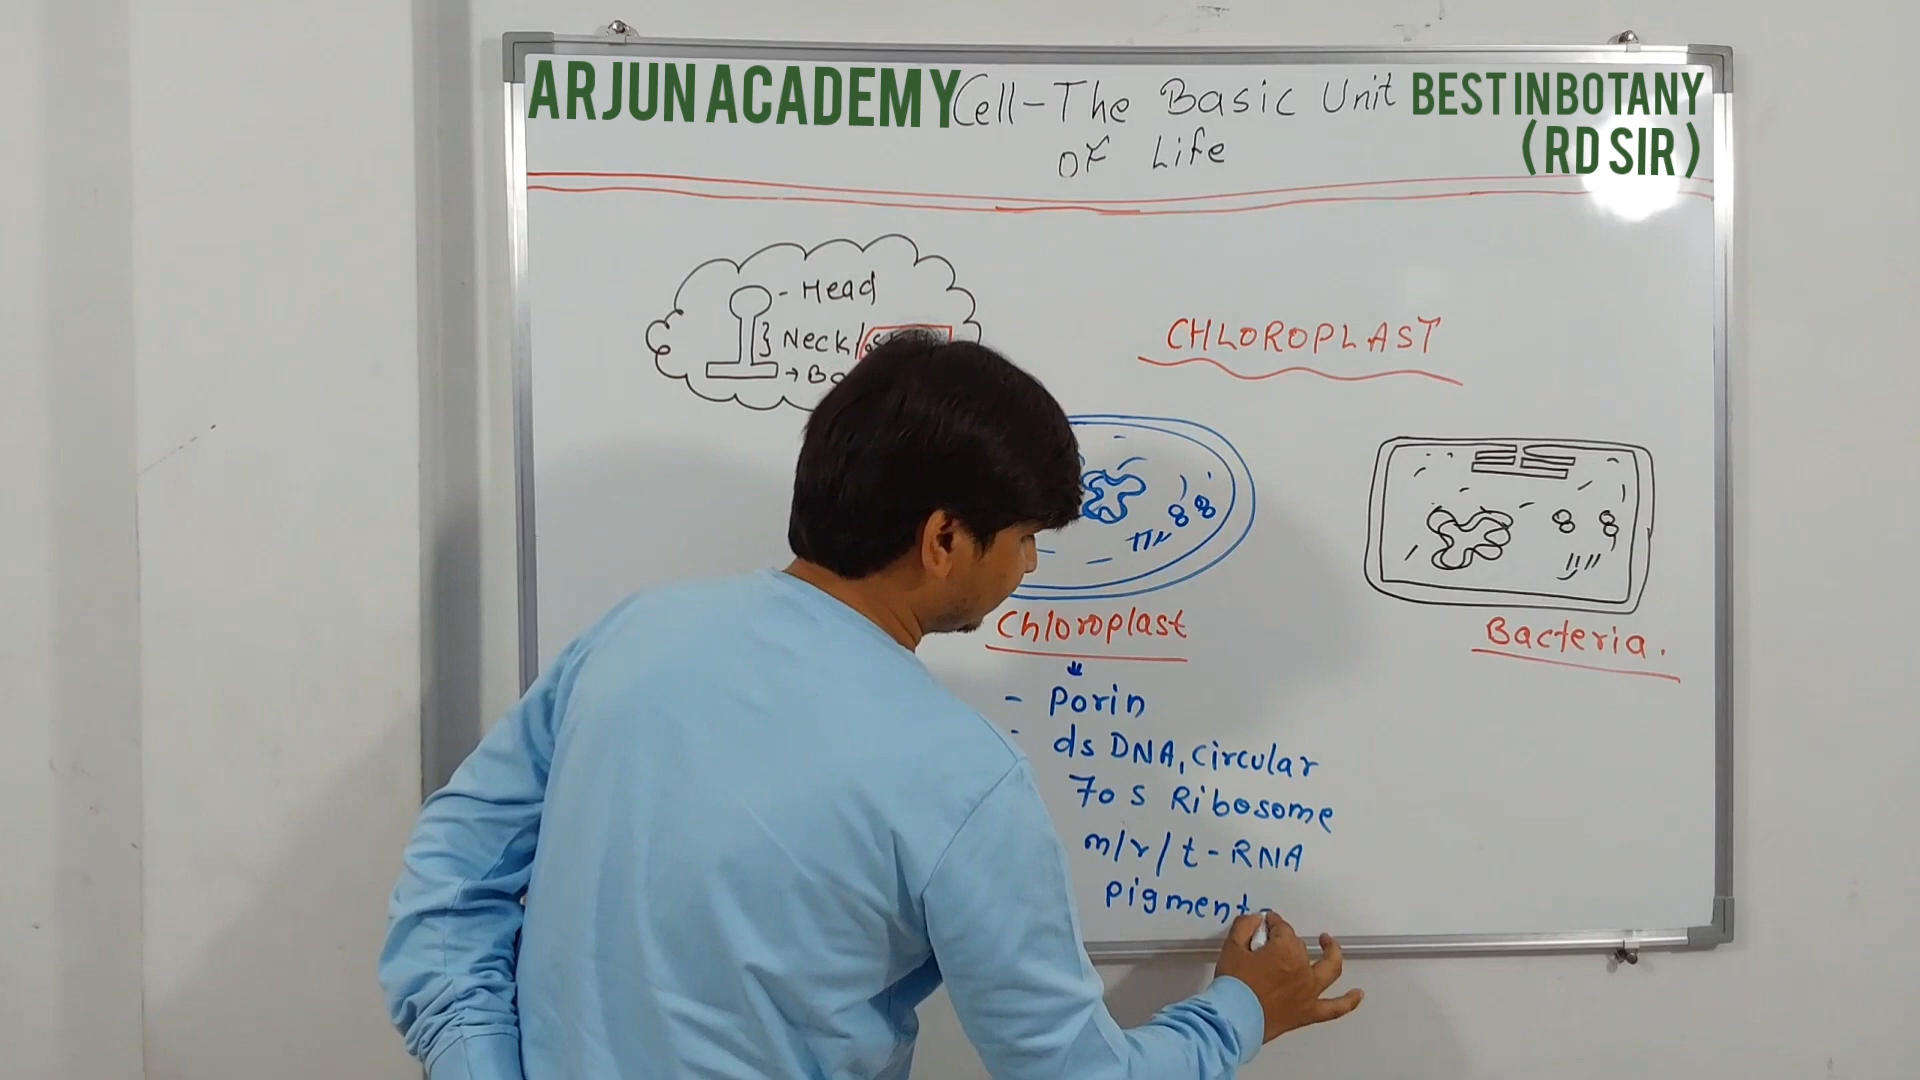 ARJUN ACADEMY
Cell-The Basic Unit
of Life
BEST IN BOTANY
(RD SIR)
- Head
Neck/
CHLOROPLAST
Chloroplast
- Porin
- ds DNA, circular
70 S Ribosome
m/r/t-RNA
Pigment
Bacteria.